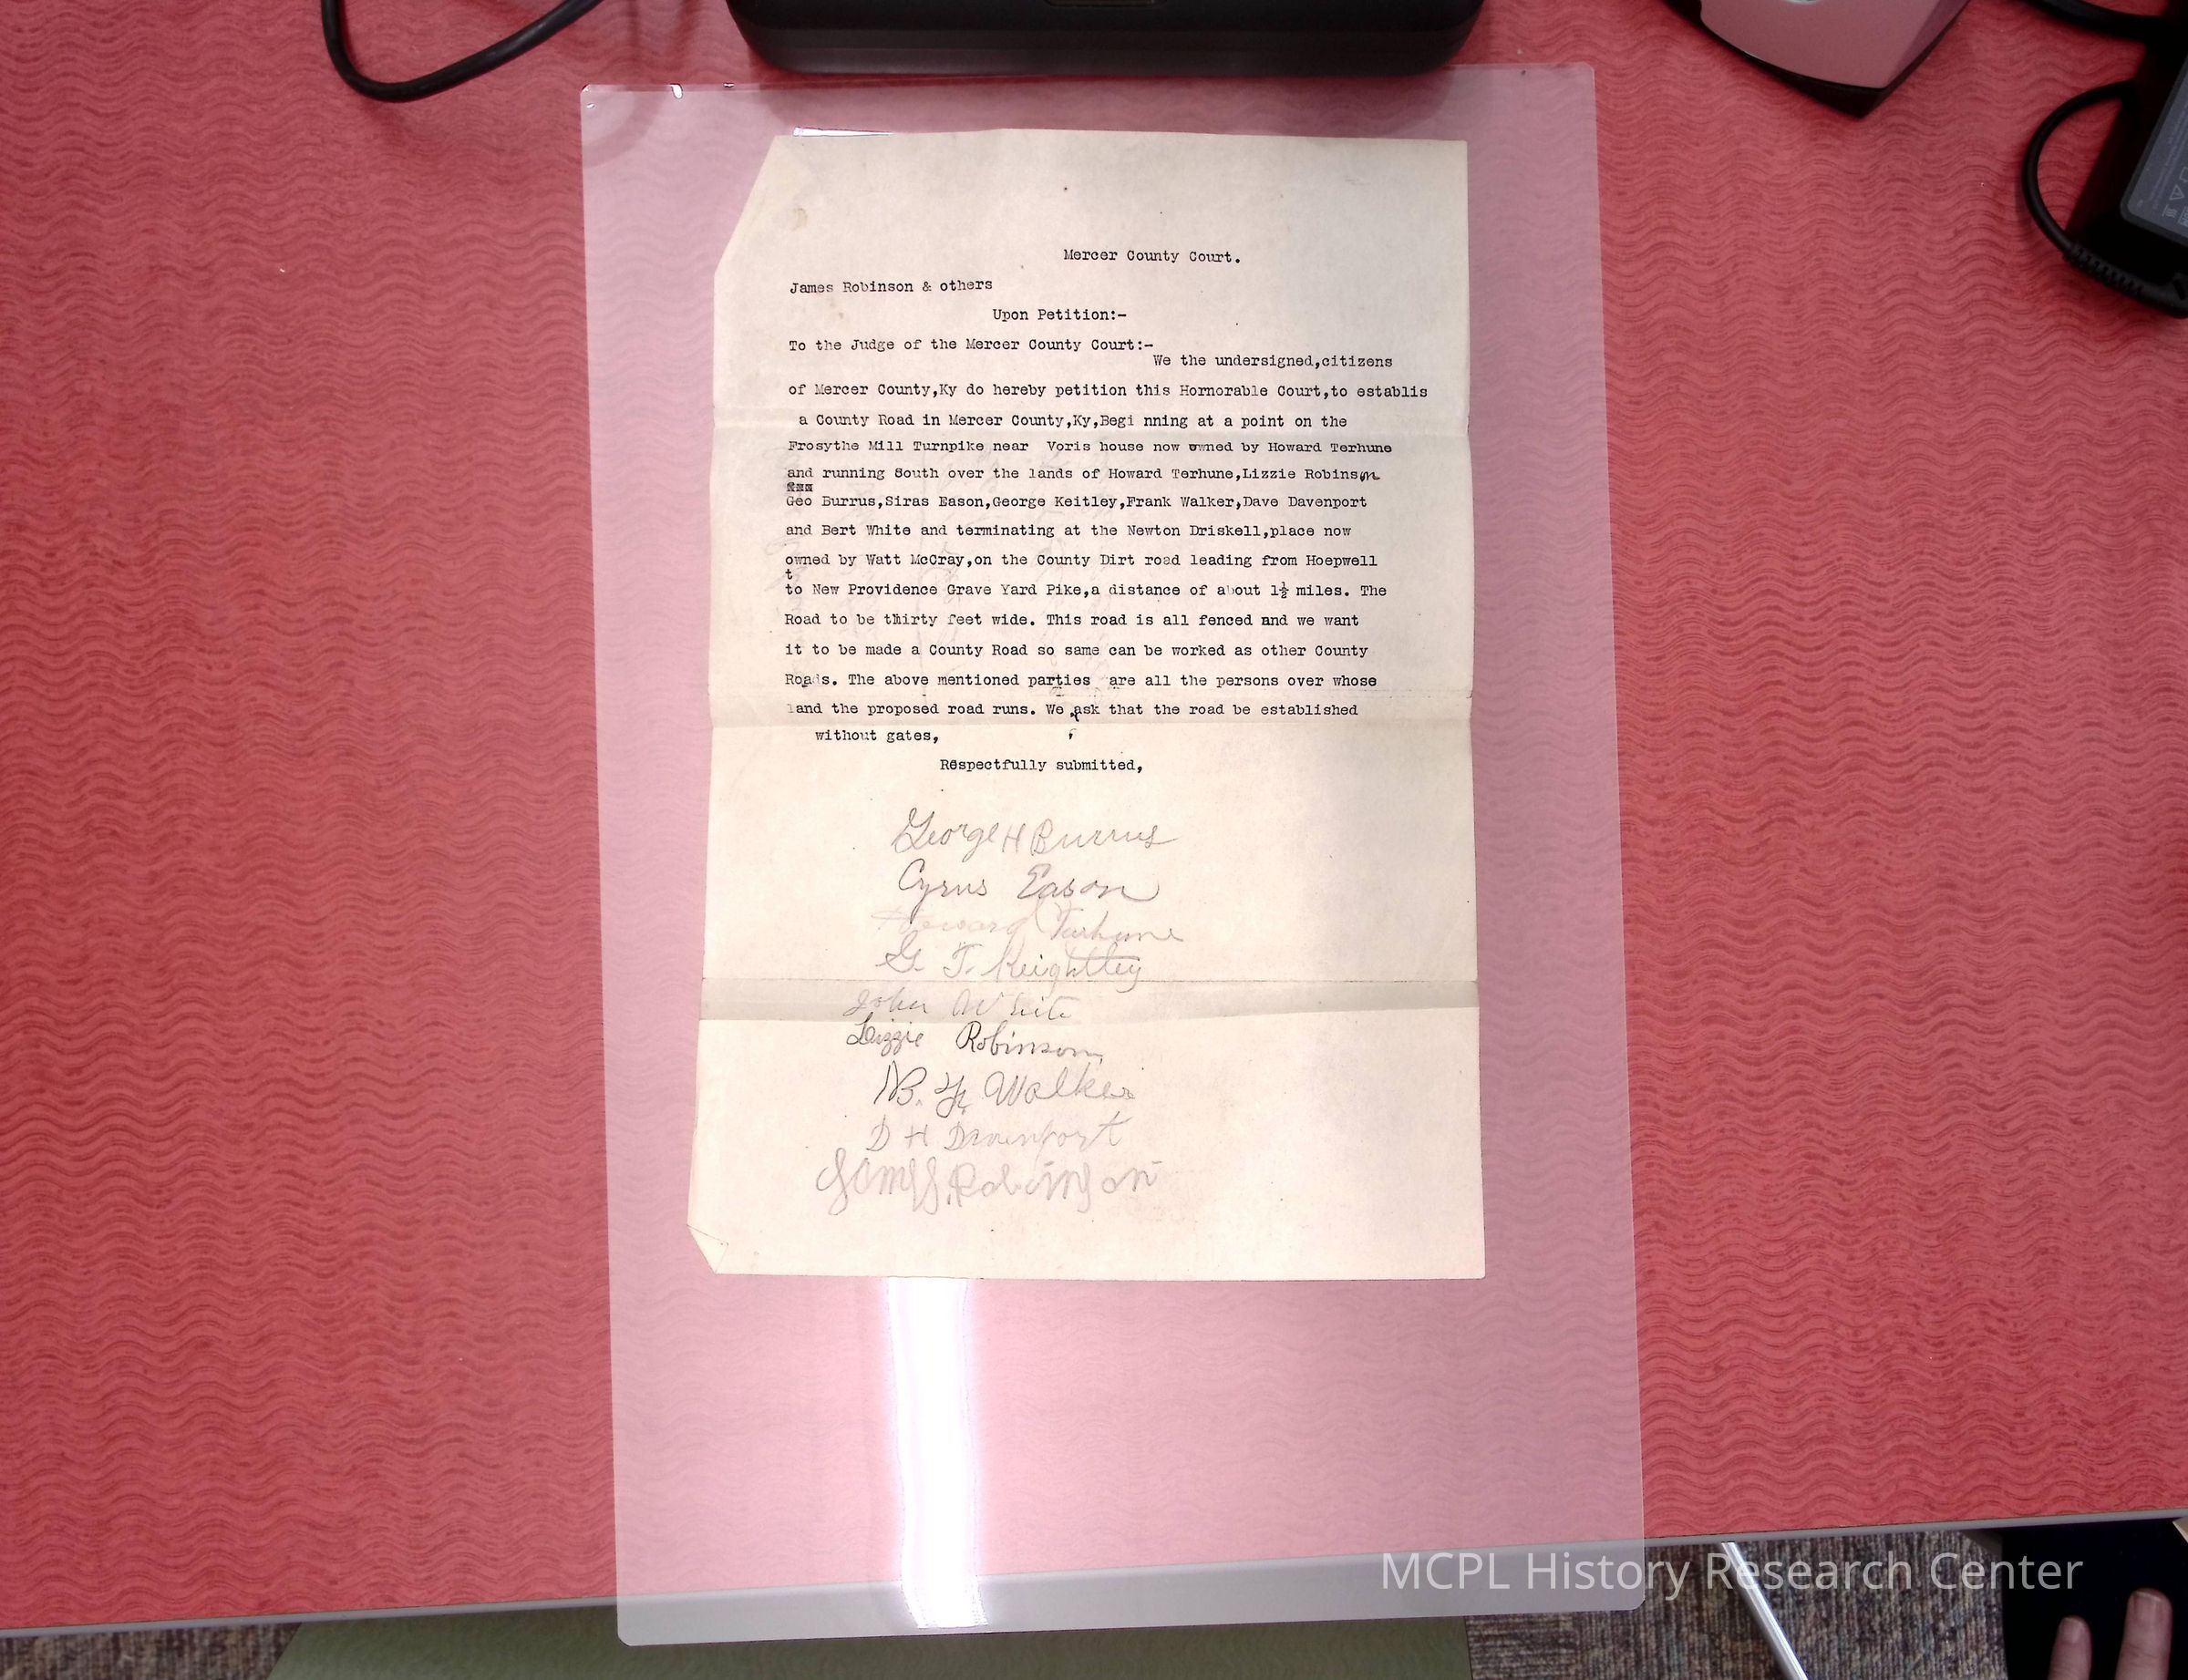 Mercer County Court.
James Robinson & others
Upon Petition:-
To the Judge of the Mercer County Court:-
We the undersigned,citizens
of Mercer County,Ky do hereby petition this Hornorable Court,to establis
a County Road in Mercer County,Ky,Begi nning at a point on the
Frosythe Mill Turnpike near Voris house now owned by Howard Terhune
and running South over the lands of Howard Terhune,Lizzie Robinson
Geo Burrus,Siras Eason,George Keitley,Frank Walker,Dave Davenport
and Bert White and terminating at the Newton Driskell,place now
owned by Watt McCray,on the County Dirt road leading from Hoepwell
t
to New Providence Grave Yard Pike,a distance of about 1½ miles. The
Road to be thirty feet wide. This road is all fenced and we want
it to be made a County Road so same can be worked as other County
Roads. The above mentioned parties are all the persons over whose
land the proposed road runs. We ask that the road be established
without gates,
Respectfully submitted,
George H Burrus
Cyrus Eason
Howard Terhune
G. T. Keightley
John White
Lizzie Robinson
B. F. Walker
D H Davenport
James Robinson
MCPL History Research Center